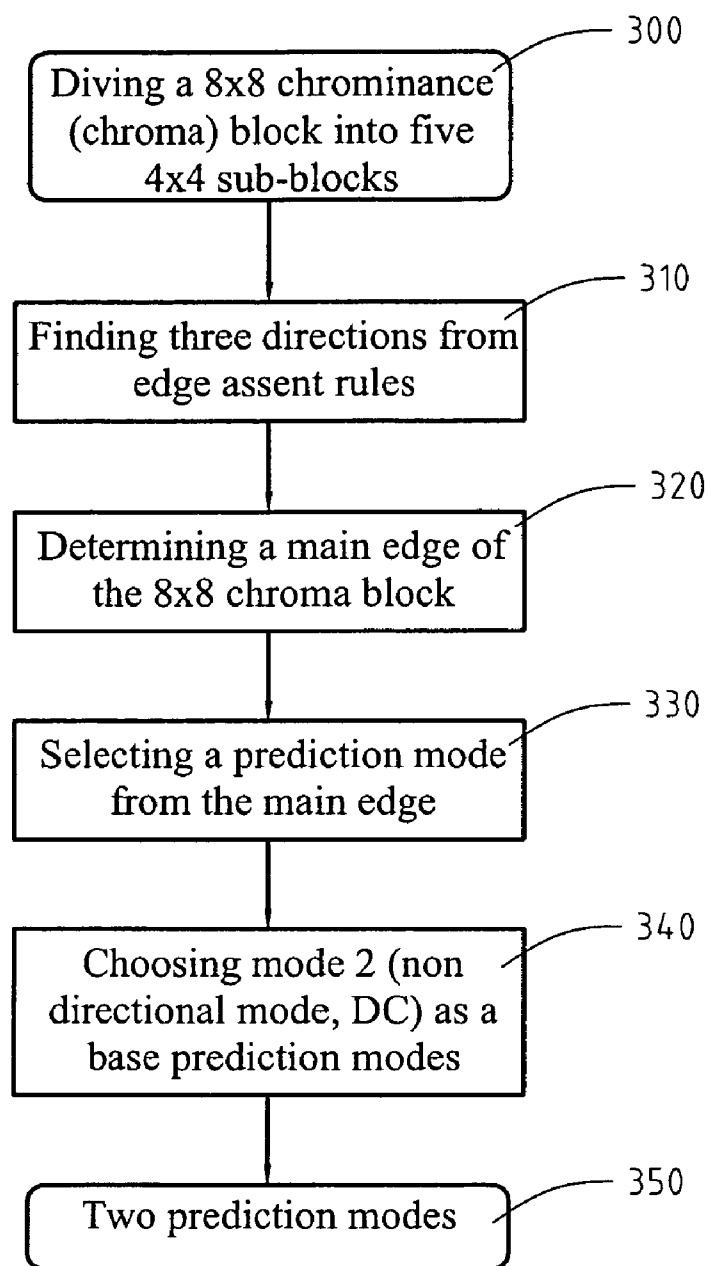 300
Diving a 8x8 chrominance
(chroma) block into five
4x4 sub-blocks
310
Finding three directions from
edge assent rules
320
Determining a main edge of
the 8x8 chroma block
330
Selecting a prediction mode
from the main edge
340
Choosing mode 2 (non
directional mode, DC) as a
base prediction modes
350
Two prediction modes